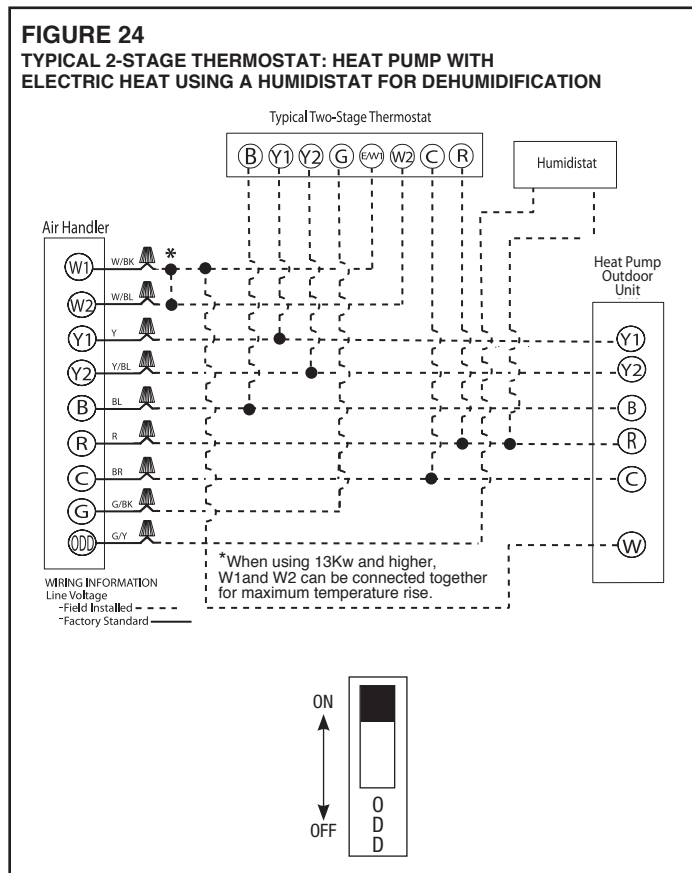 FIGURE 24
TYPICAL 2-STAGE THERMOSTAT: HEAT PUMP WITH
ELECTRIC HEAT USING A HUMIDISTAT FOR DEHUMIDIFICATION
Typical Two-Stage Thermostat
B Y1 Y2 G E/W1 W2 C R
Humidistat
Air Handler
Heat Pump
Outdoor
Unit
W1 W/BK *
W2 W/BL
Y1 Y Y1
Y2 Y/BL Y2
B BL B
R R R
C BR C
G G/BK
ODD G/Y
W
*When using 13Kw and higher,
W1and W2 can be connected together
for maximum temperature rise.
WIRING INFORMATION
Line Voltage
-Field Installed
-Factory Standard
ON
OFF
O
D
D